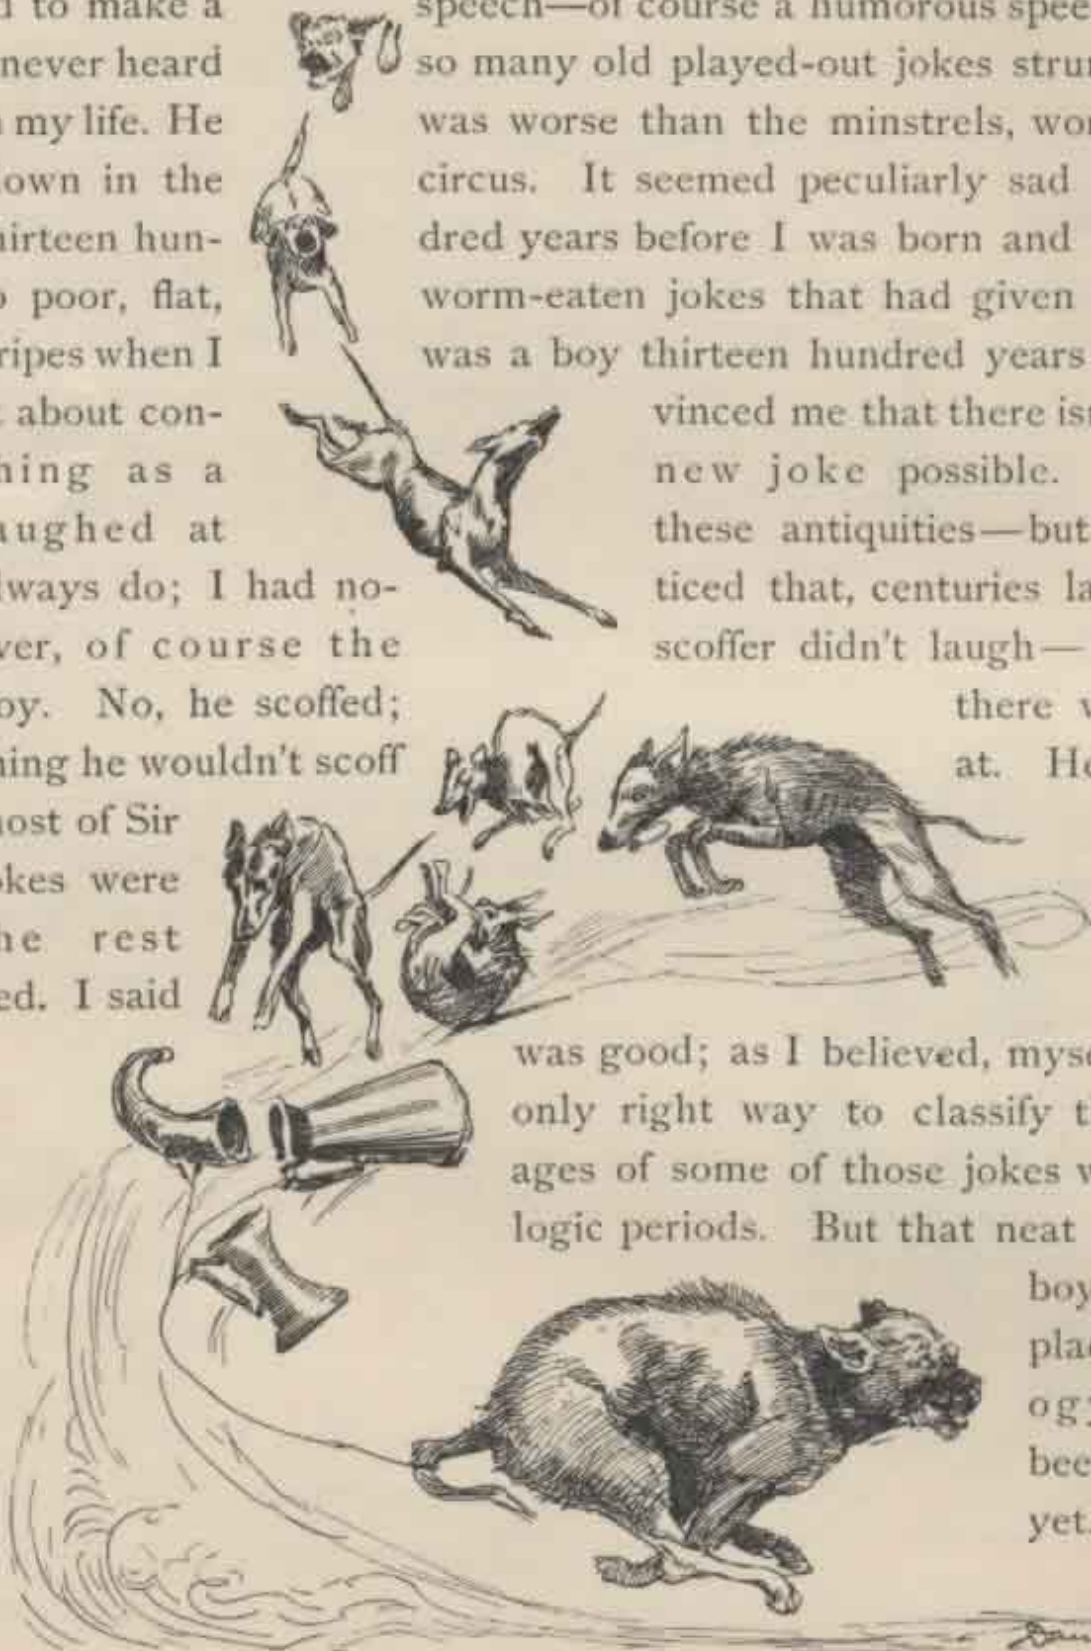 d to make a speech—of course a humorous spee
never heard so many old played-out jokes stru
my life. He was worse than the minstrels, wor
own in the circus. It seemed peculiarly sad
hirteen hun- dred years before I was born and
poor, flat, worm-eaten jokes that had given
ripes when I was a boy thirteen hundred years
t about con- vinced me that there is
hing as a new joke possible.
aughed at these antiquities—but
lways do; I had no- ticed that, centuries la
ver, of course the scoffer didn't laugh—
oy. No, he scoffed; there
hing he wouldn't scoff at. He
most of Sir
okes were
he rest
ed. I said
was good; as I believed, myse
only right way to classify t
ages of some of those jokes w
logic periods. But that neat
boy
pla
og
bee
yet.